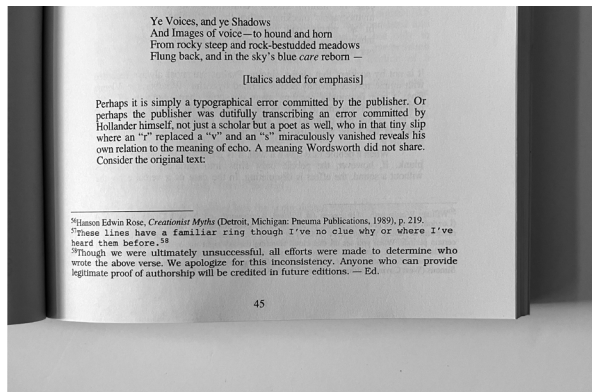 Ye Voices, and ye Shadows
And Images of voice—to hound and horn
From rocky steep and rock-bestudded meadows
Flung back, and in the sky's blue care reborn —
[Italics added for emphasis]
Perhaps it is simply a typographical error committed by the publisher. Or
perhaps the publisher was dutifully transcribing an error committed by
Hollander himself, not just a scholar but a poet as well, who in that tiny slip
where an “r” replaced a “v” and an “s” miraculously vanished reveals his
own relation to the meaning of echo. A meaning Wordsworth did not share.
Consider the original text:
56Hanson Edwin Rose, Creationist Myths (Detroit, Michigan: Pneuma Publications, 1989), p. 219.
57These lines have a familiar ring though I've no clue why or where I've
heard them before.58
58Though we were ultimately unsuccessful, all efforts were made to determine who
wrote the above verse. We apologize for this inconsistency. Anyone who can provide
legitimate proof of authorship will be credited in future editions. — Ed.
45